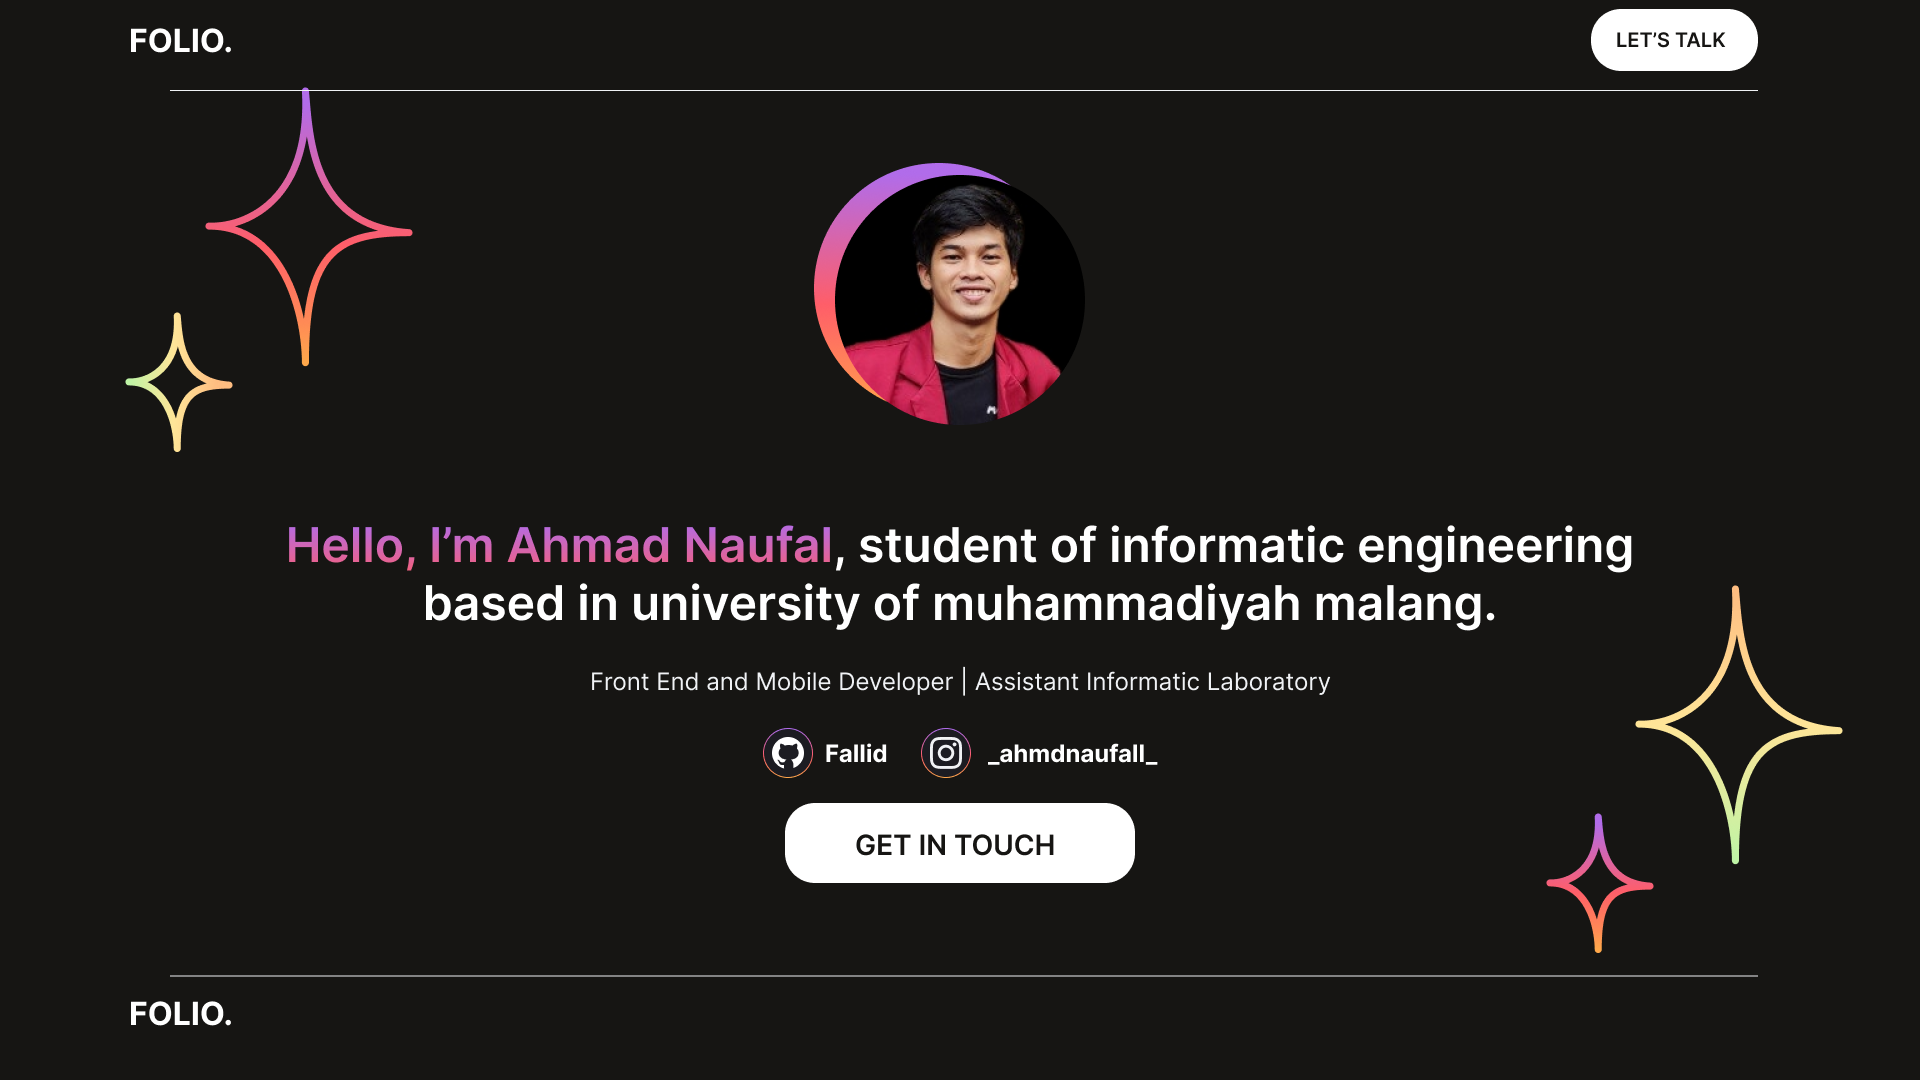 FOLIO.
LET’S TALK
Hello, I’m Ahmad Naufal, student of informatic engineering
based in university of muhammadiyah malang.
Front End and Mobile Developer | Assistant Informatic Laboratory
Fallid
_ahmdnaufall_
GET IN TOUCH
FOLIO.